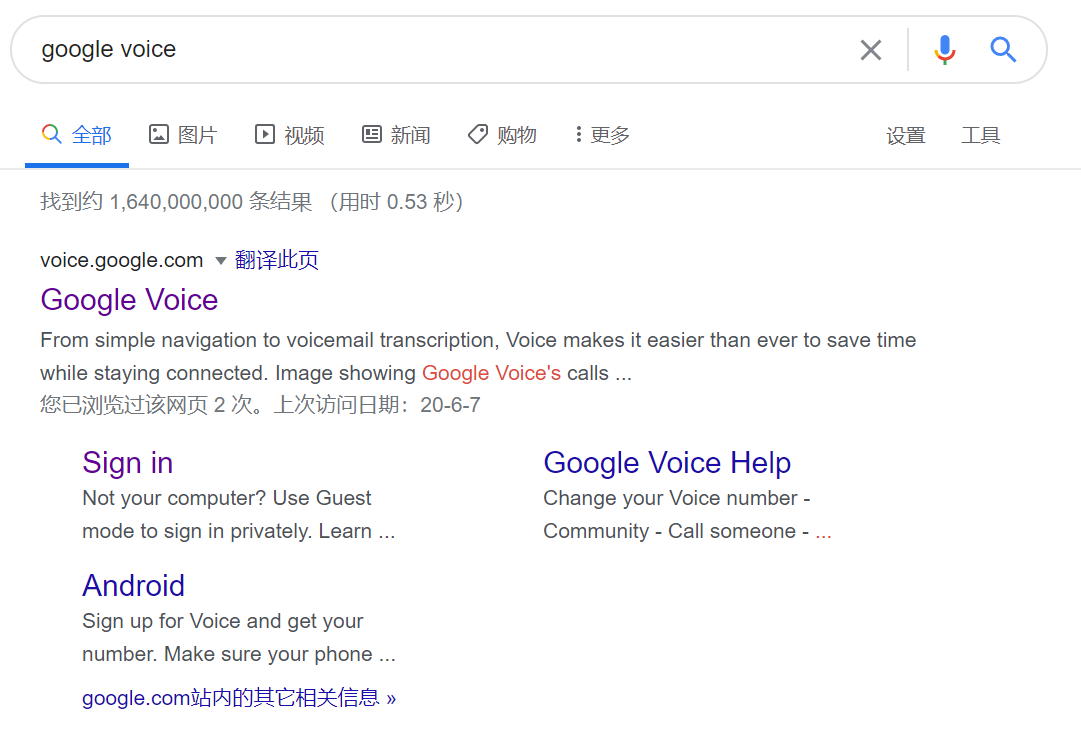 google voice
全部 图片 视频 新闻 购物 更多 设置 工具
找到约 1,640,000,000 条结果 （用时 0.53 秒）
voice.google.com 翻译此页
Google Voice
From simple navigation to voicemail transcription, Voice makes it easier than ever to save time
while staying connected. Image showing Google Voice's calls ...
您已浏览过该网页 2 次。上次访问日期：20-6-7
Sign in
Not your computer? Use Guest
mode to sign in privately. Learn ...
Google Voice Help
Change your Voice number -
Community - Call someone - ...
Android
Sign up for Voice and get your
number. Make sure your phone ...
google.com站内的其它相关信息 »